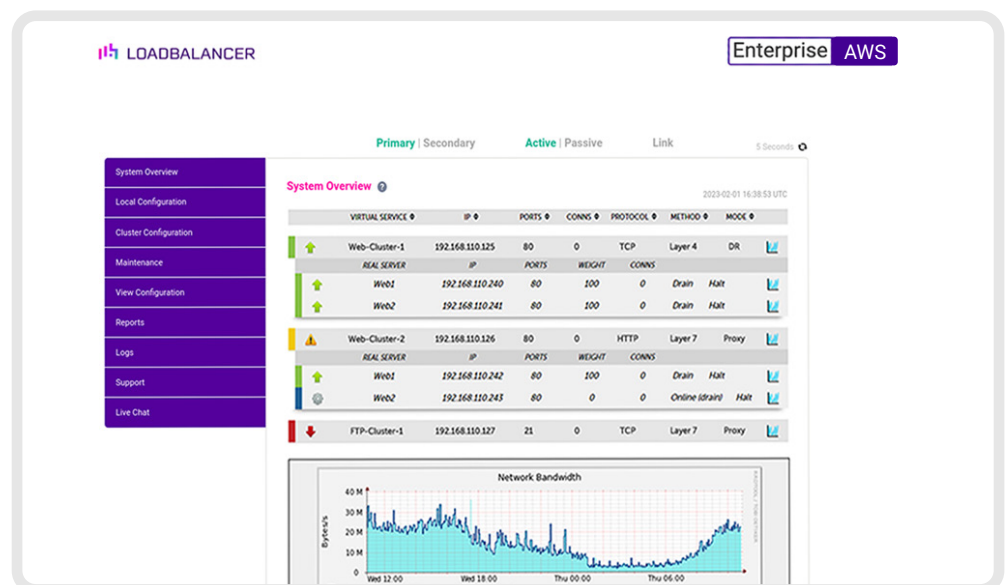 LOADBALANCER
Enterprise AWS
Primary | Secondary Active | Passive Link 5 Seconds
System Overview
Local Configuration
Cluster Configuration
Maintenance
View Configuration
Reports
Logs
Support
Live Chat
System Overview
2023-02-01 16:38:53 UTC
VIRTUAL SERVICE IP PORTS CONNS PROTOCOL METHOD MODE
Web-Cluster-1 192.168.110.125 80 0 TCP Layer 4 DR
REAL SERVER IP PORTS WEIGHT CONNS
Web1 192.168.110.240 80 100 0 Drain Halt
Web2 192.168.110.241 80 100 0 Drain Halt
Web-Cluster-2 192.168.110.126 80 0 HTTP Layer 7 Proxy
REAL SERVER IP PORTS WEIGHT CONNS
Web1 192.168.110.242 80 100 0 Drain Halt
Web2 192.168.110.243 80 0 0 Online (drain) Halt
FTP-Cluster-1 192.168.110.127 21 0 TCP Layer 7 Proxy
Network Bandwidth
Bytes/s
40 M
30 M
20 M
10 M
0
Wed 12:00 Wed 18:00 Thu 00:00 Thu 06:00